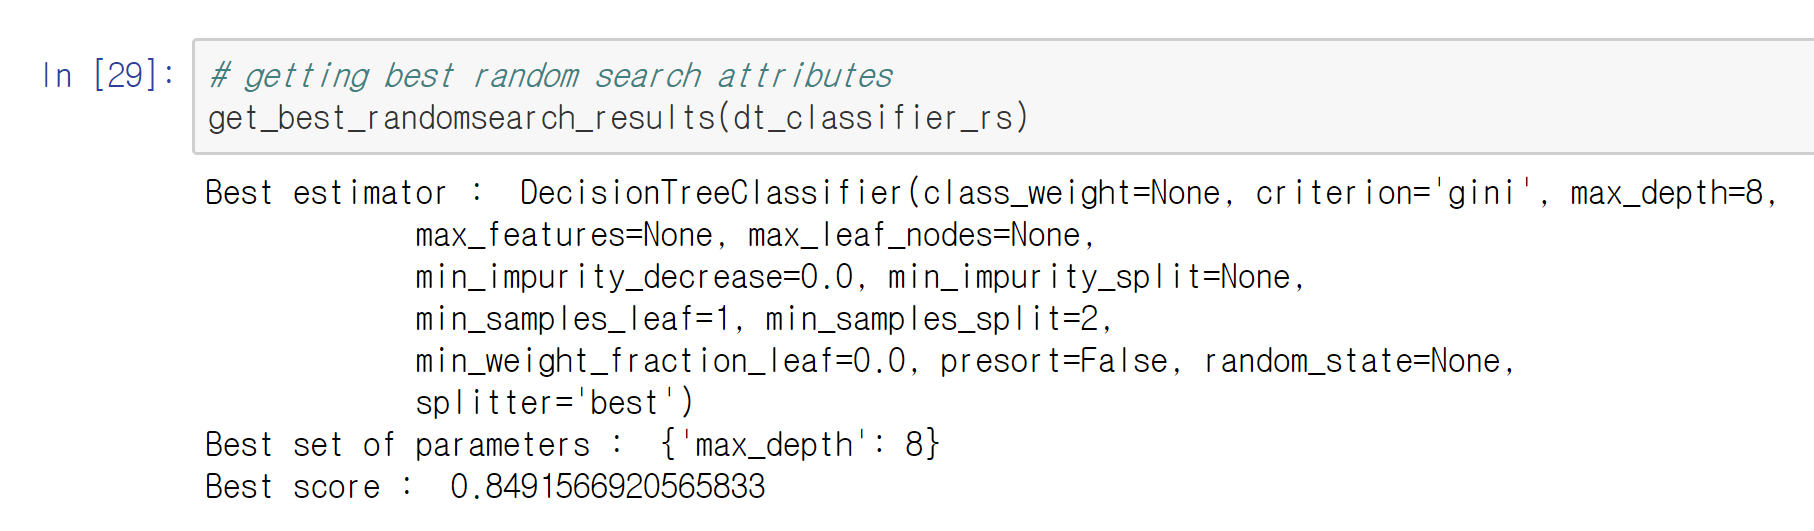 In [29]: # getting best random search attributes
get_best_randomsearch_results(dt_classifier_rs)
Best estimator :  DecisionTreeClassifier(class_weight=None, criterion='gini', max_depth=8,
            max_features=None, max_leaf_nodes=None,
            min_impurity_decrease=0.0, min_impurity_split=None,
            min_samples_leaf=1, min_samples_split=2,
            min_weight_fraction_leaf=0.0, presort=False, random_state=None,
            splitter='best')
Best set of parameters :  {'max_depth': 8}
Best score :  0.8491566920565833